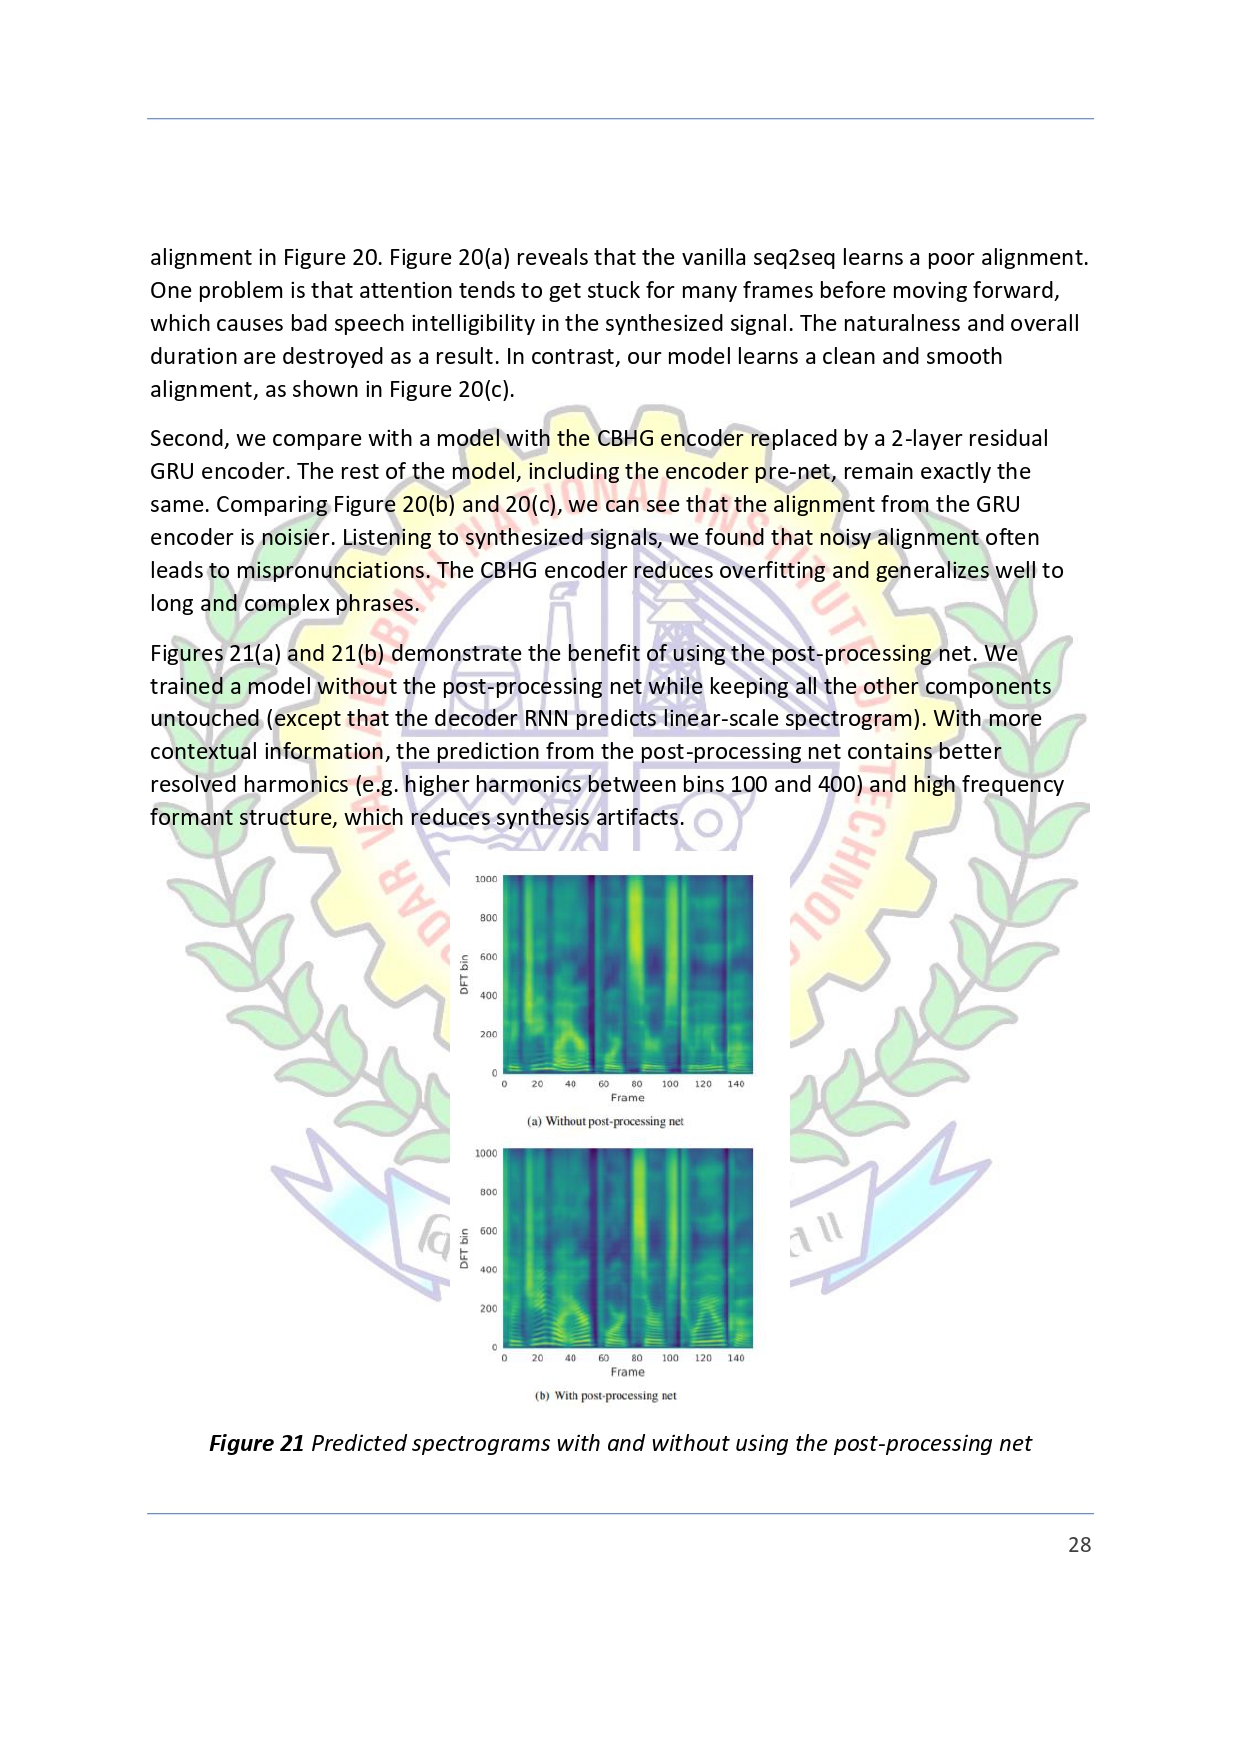 alignment in Figure 20. Figure 20(a) reveals that the vanilla seq2seq learns a poor alignment.
One problem is that attention tends to get stuck for many frames before moving forward,
which causes bad speech intelligibility in the synthesized signal. The naturalness and overall
duration are destroyed as a result. In contrast, our model learns a clean and smooth
alignment, as shown in Figure 20(c).
Second, we compare with a model with the CBHG encoder replaced by a 2-layer residual
GRU encoder. The rest of the model, including the encoder pre-net, remain exactly the
same. Comparing Figure 20(b) and 20(c), we can see that the alignment from the GRU
encoder is noisier. Listening to synthesized signals, we found that noisy alignment often
leads to mispronunciations. The CBHG encoder reduces overfitting and generalizes well to
long and complex phrases.
Figures 21(a) and 21(b) demonstrate the benefit of using the post-processing net. We
trained a model without the post-processing net while keeping all the other components
untouched (except that the decoder RNN predicts linear-scale spectrogram). With more
contextual information, the prediction from the post-processing net contains better
resolved harmonics (e.g. higher harmonics between bins 100 and 400) and high frequency
formant structure, which reduces synthesis artifacts.
1000
800
600
400
200
0
DFT bin
0 20 40 60 80 100 120 140
Frame
(a) Without post-processing net
1000
800
600
400
200
0
DFT bin
0 20 40 60 80 100 120 140
Frame
(b) With post-processing net
Figure 21 Predicted spectrograms with and without using the post-processing net
28